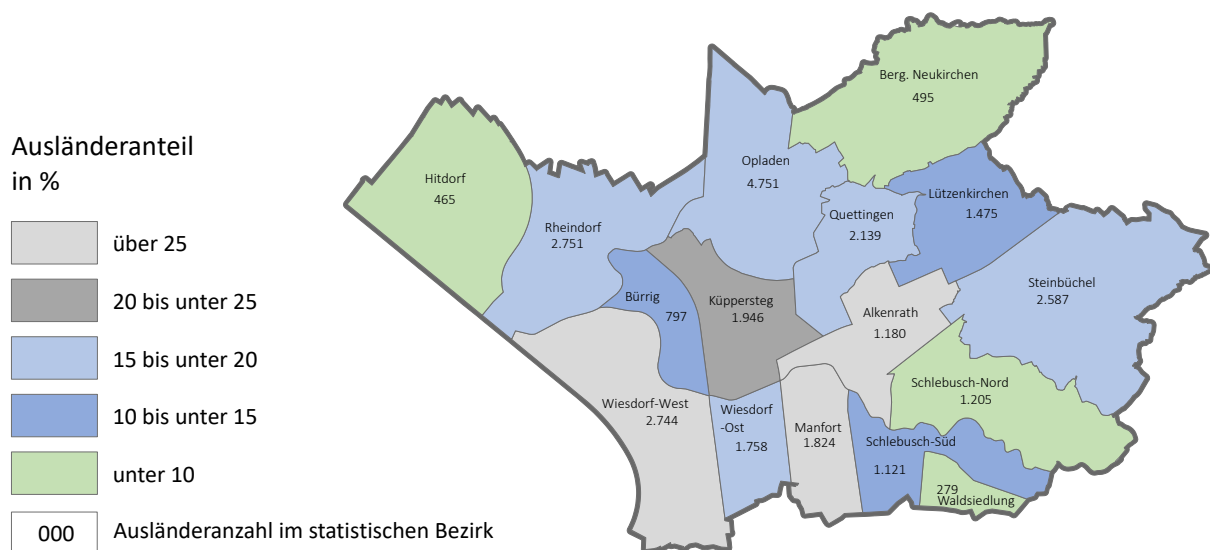 Ausländeranteil
in %
über 25
20 bis unter 25
15 bis unter 20
10 bis unter 15
unter 10
000 Ausländeranzahl im statistischen Bezirk
Berg. Neukirchen
495
Hitdorf
465
Opladen
4.751
Lützenkirchen
1.475
Quettingen
2.139
Rheindorf
2.751
Steinbüchel
2.587
Bürrig
797
Küppersteg
1.946
Alkenrath
1.180
Schlebusch-Nord
1.205
Wiesdorf-West
2.744
Wiesdorf
-Ost
1.758
Manfort
1.824
Schlebusch-Süd
1.121
279
Waldsiedlung